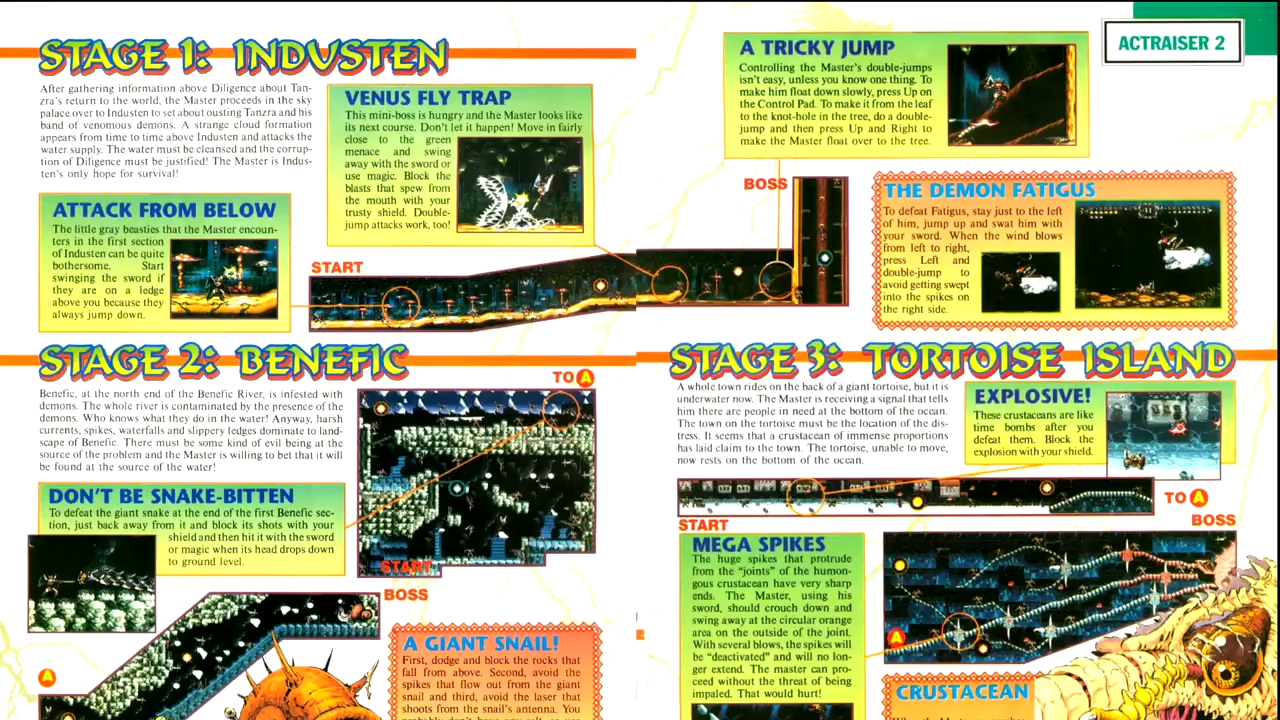 STAGE 1: INDUSTEN
After gathering information above Diligence about Tan-
zra's return to the world, the Master proceeds in the sky
palace over to Industen to set about ousting Tanzra and his
band of venomous demons. A strange cloud formation
appears from time to time above Industen and attacks the
water supply. The water must be cleansed and the corrup-
tion of Diligence must be justified! The Master is Indus-
ten's only hope for survival!
VENUS FLY TRAP
This mini-boss is hungry and the Master looks like
its next course. Don't let it happen! Move in fairly
close to the green
menace and swing
away with the sword or
use magic. Block the
blasts that spew from
the mouth with your
trusty shield. Double-
jump attacks work, too!
ATTACK FROM BELOW
The little gray beasties that the Master encoun-
ters in the first section
of Industen can be quite
bothersome. Start
swinging the sword if
they are on a ledge
above you because they
always jump down.
START
A TRICKY JUMP
Controlling the Master's double-jumps
isn't easy, unless you know one thing. To
make him float down slowly, press Up on
the Control Pad. To make it from the leaf
to the knot-hole in the tree, do a double-
jump and then press Up and Right to
make the Master float over to the tree.
ACTRAISER 2
BOSS
THE DEMON FATIGUS
To defeat Fatigus, stay just to the left
of him, jump up and swat him with
your sword. When the wind blows
from left to right,
press Left and
double-jump to
avoid getting swept
into the spikes on
the right side.
STAGE 2: BENEFIC
Benefic, at the north end of the Benefic River, is infested with
demons. The whole river is contaminated by the presence of the
demons. Who knows what they do in the water! Anyway, harsh
currents, spikes, waterfalls and slippery ledges dominate to land-
scape of Benefic. There must be some kind of evil being at the
source of the problem and the Master is willing to bet that it will
be found at the source of the water!
TO A
DON'T BE SNAKE-BITTEN
To defeat the giant snake at the end of the first Benefic sec-
tion, just back away from it and block its shots with your
shield and then hit it with the sword
or magic when its head drops down
to ground level.
START
BOSS
A
A GIANT SNAIL!
First, dodge and block the rocks that
fall from above. Second, avoid the
spikes that flow out from the giant
snail and third, avoid the laser that
shoots from the snail's antenna. You
STAGE 3: TORTOISE ISLAND
A whole town rides on the back of a giant tortoise, but it is
underwater now. The Master is receiving a signal that tells
him there are people in need at the bottom of the ocean.
The town on the tortoise must be the location of the dis-
tress. It seems that a crustacean of immense proportions
has laid claim to the town. The tortoise, unable to move,
now rests on the bottom of the ocean.
EXPLOSIVE!
These crustaceans are like
time bombs after you
defeat them. Block the
explosion with your shield.
TO A
START
BOSS
MEGA SPIKES
The huge spikes that protrude
from the "joints" of the humon-
gous crustacean have very sharp
ends. The Master, using his
sword, should crouch down and
swing away at the circular orange
area on the outside of the joint.
With several blows, the spikes will
be "deactivated" and will no lon-
ger extend. The master can pro-
ceed without the threat of being
impaled. That would hurt!
A
CRUSTACEAN